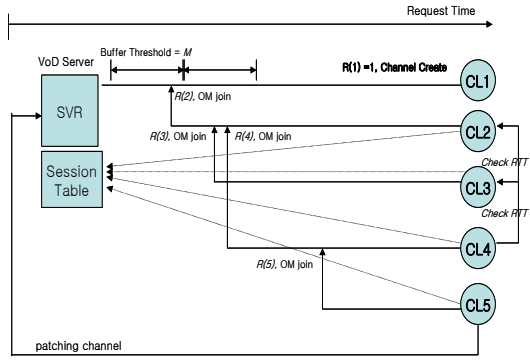 Request Time
Buffer Threshold = M
VoD Server
R(1) =1, Channel Create
CL1
SVR
R(2), OM join
CL2
R(3), OM join
R(4), OM join
Check RTT
Session
Table
CL3
Check RTT
CL4
R(5), OM join
CL5
patching channel